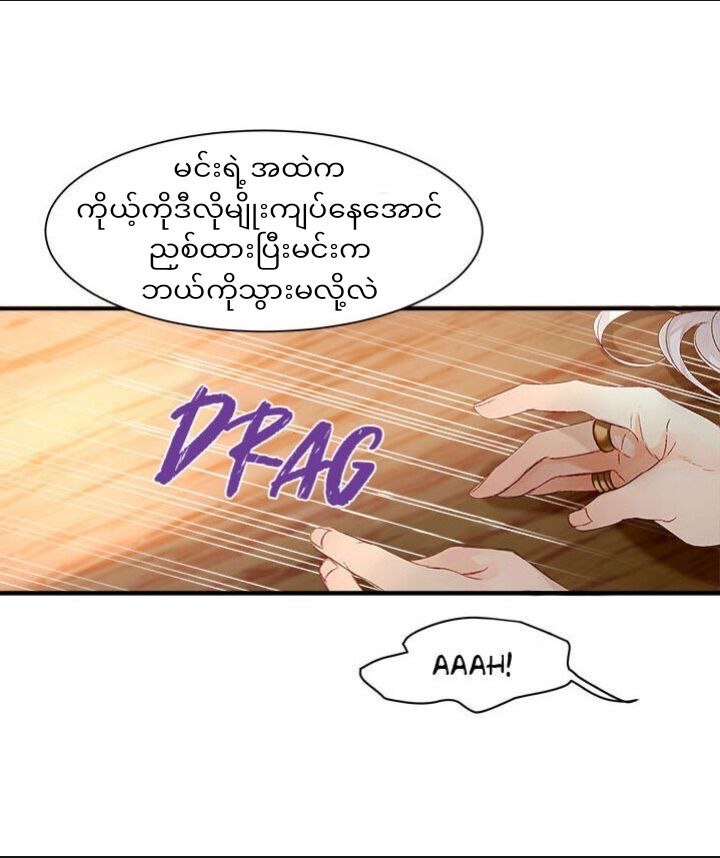 မင်းရဲ့ အထဲက
ကိုယ့်ကိုဒီလိုမျိုးကျပ်နေအောင်
ညှစ်ထားပြီးမင်းက
ဘယ်ကိုသွားမလို့လဲ
DRAG
AAAH!